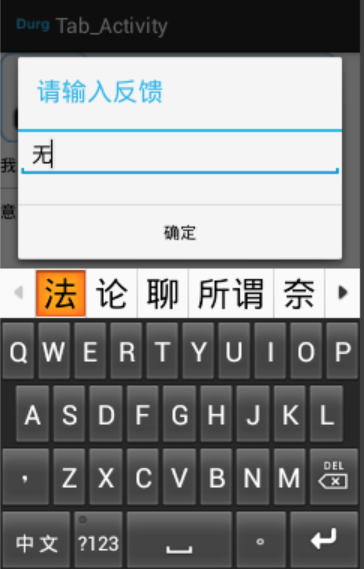 Durg Tab_Activity
请输入反馈
无
我
意
确定
法 论 聊 所谓 奈
Q W E R T Y U I O P
A S D F G H J K L
, Z X C V B N M DEL
中文 ?123 。